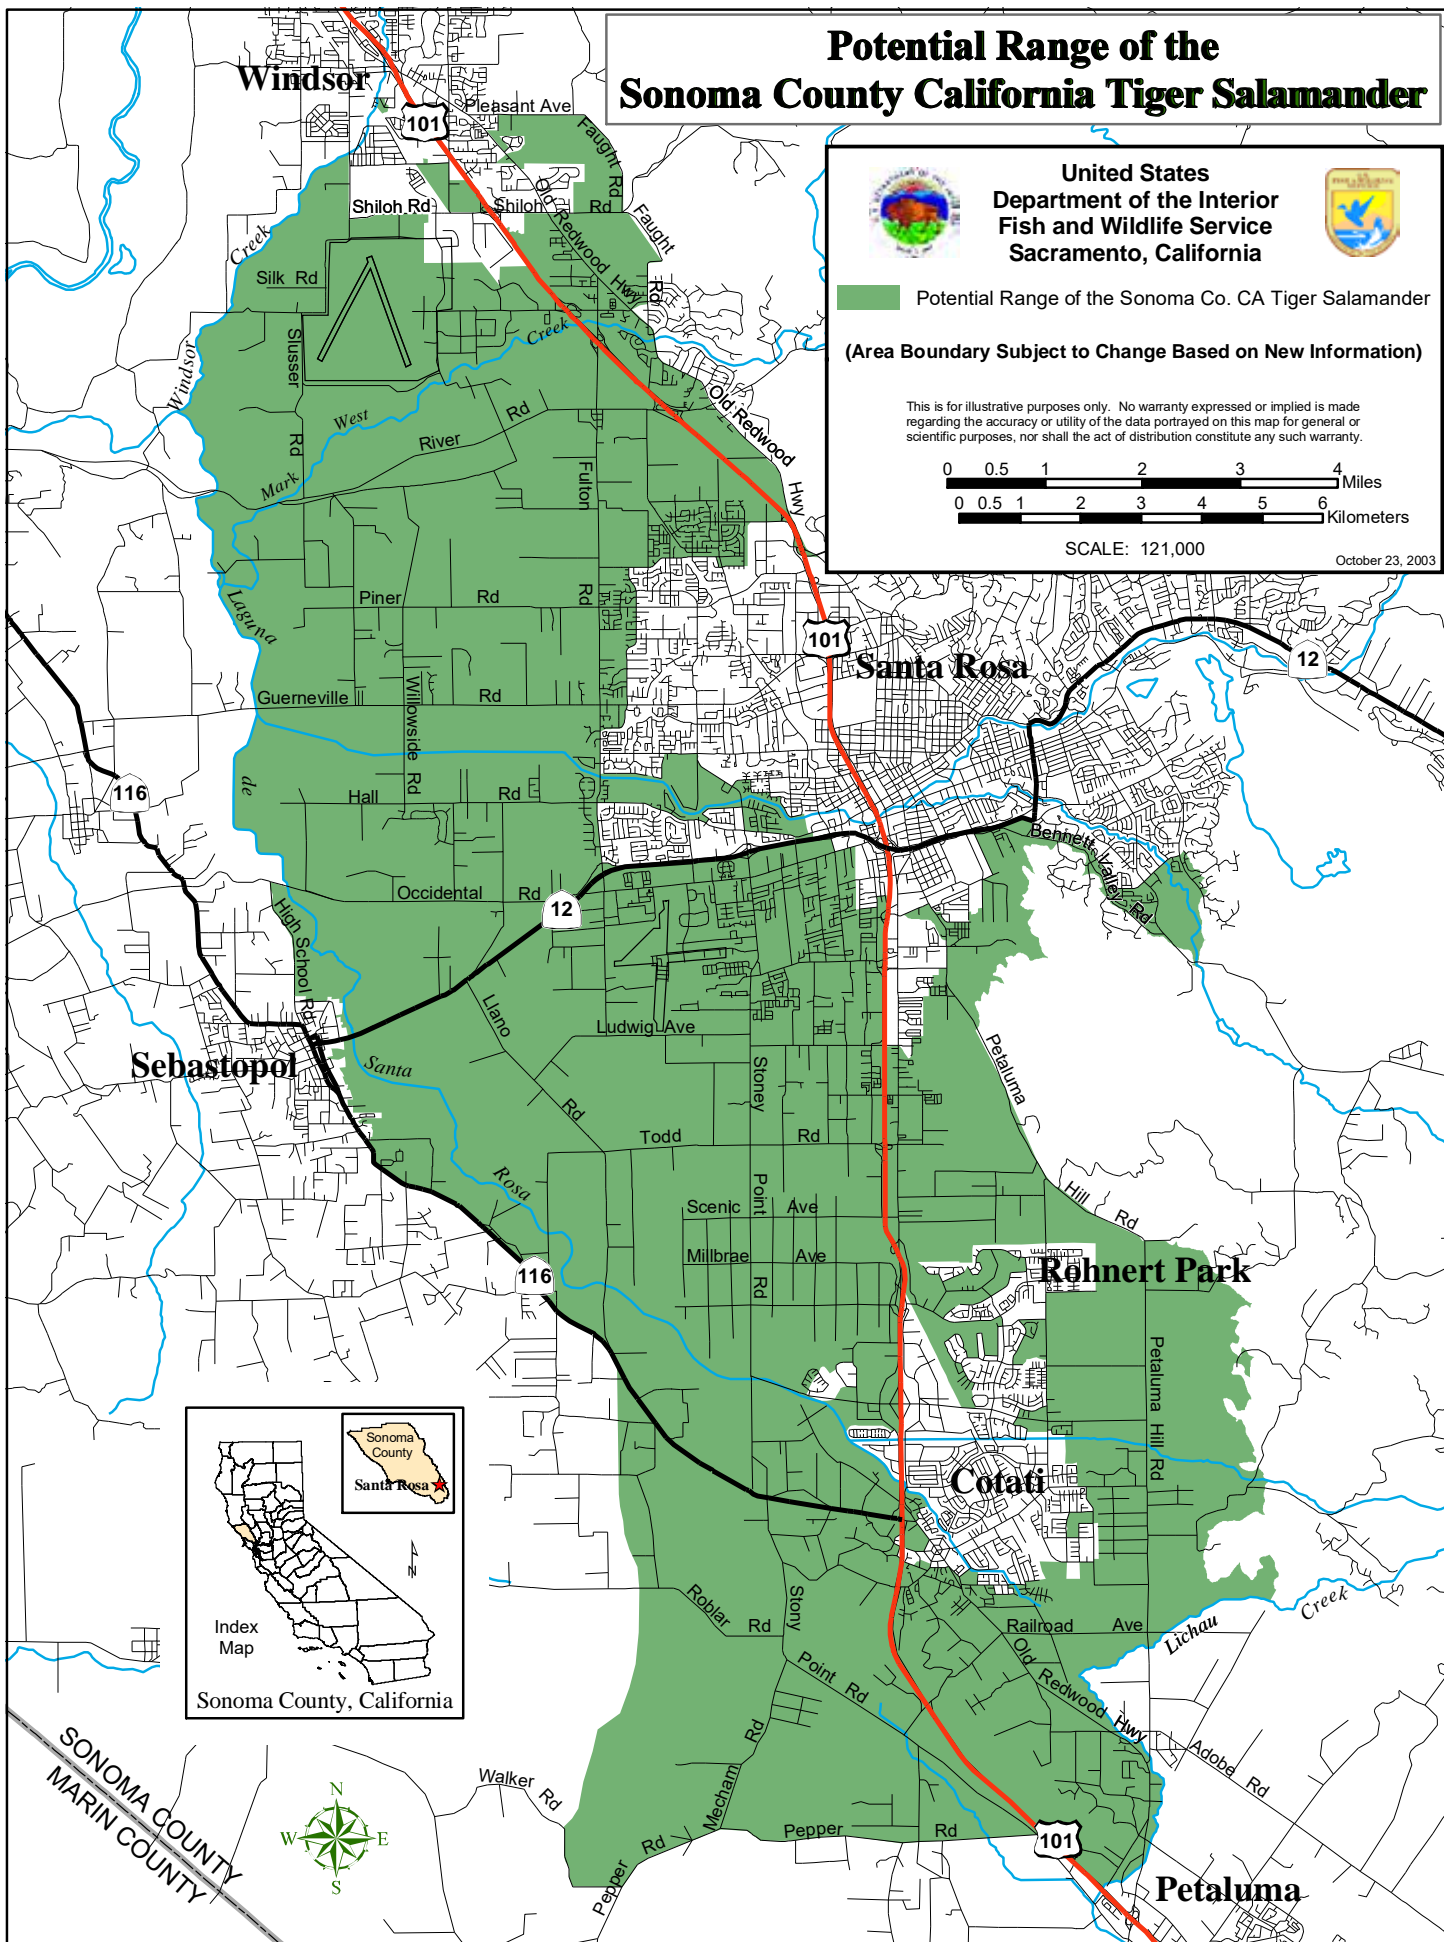 Potential Range of the
Sonoma County California Tiger Salamander
United States
Department of the Interior
Fish and Wildlife Service
Sacramento, California
Potential Range of the Sonoma Co. CA Tiger Salamander
(Area Boundary Subject to Change Based on New Information)
This is for illustrative purposes only. No warranty expressed or implied is made
regarding the accuracy or utility of the data portrayed on this map for general or
scientific purposes, nor shall the act of distribution constitute any such warranty.
0 0.5 1 2 3 4 Miles
0 0.5 1 2 3 4 5 6 Kilometers
SCALE: 121,000
October 23, 2003
Windsor
Pleasant Ave
101
Faught Rd
Shiloh Rd
Shiloh Rd
Old Redwood Hwy
Faught Rd
Windsor Creek
Silk Rd
Slusser Rd
Mark West Creek
River Rd
Old Redwood Hwy
Fulton Rd
Piner Rd
101
Santa Rosa
12
Laguna de Santa Rosa
Guerneville Rd
Willowside Rd
116
Hall Rd
Bennett Valley Rd
Occidental Rd
12
High School Rd
Llano Rd
Ludwig Ave
Sebastopol
Stoney Point Rd
Petaluma Hill Rd
Todd Rd
Scenic Ave
Millbrae Ave
116
Rohnert Park
Petaluma Hill Rd
Cotati
Sonoma
County
Santa Rosa
N
Index
Map
Sonoma County, California
Roblar Rd
Stony Point Rd
Railroad Ave
Lichau Creek
Old Redwood Hwy
Adobe Rd
SONOMA COUNTY
MARIN COUNTY
N
W E
S
Walker Rd
Mecham Rd
Pepper Rd
Pepper Rd
101
Petaluma